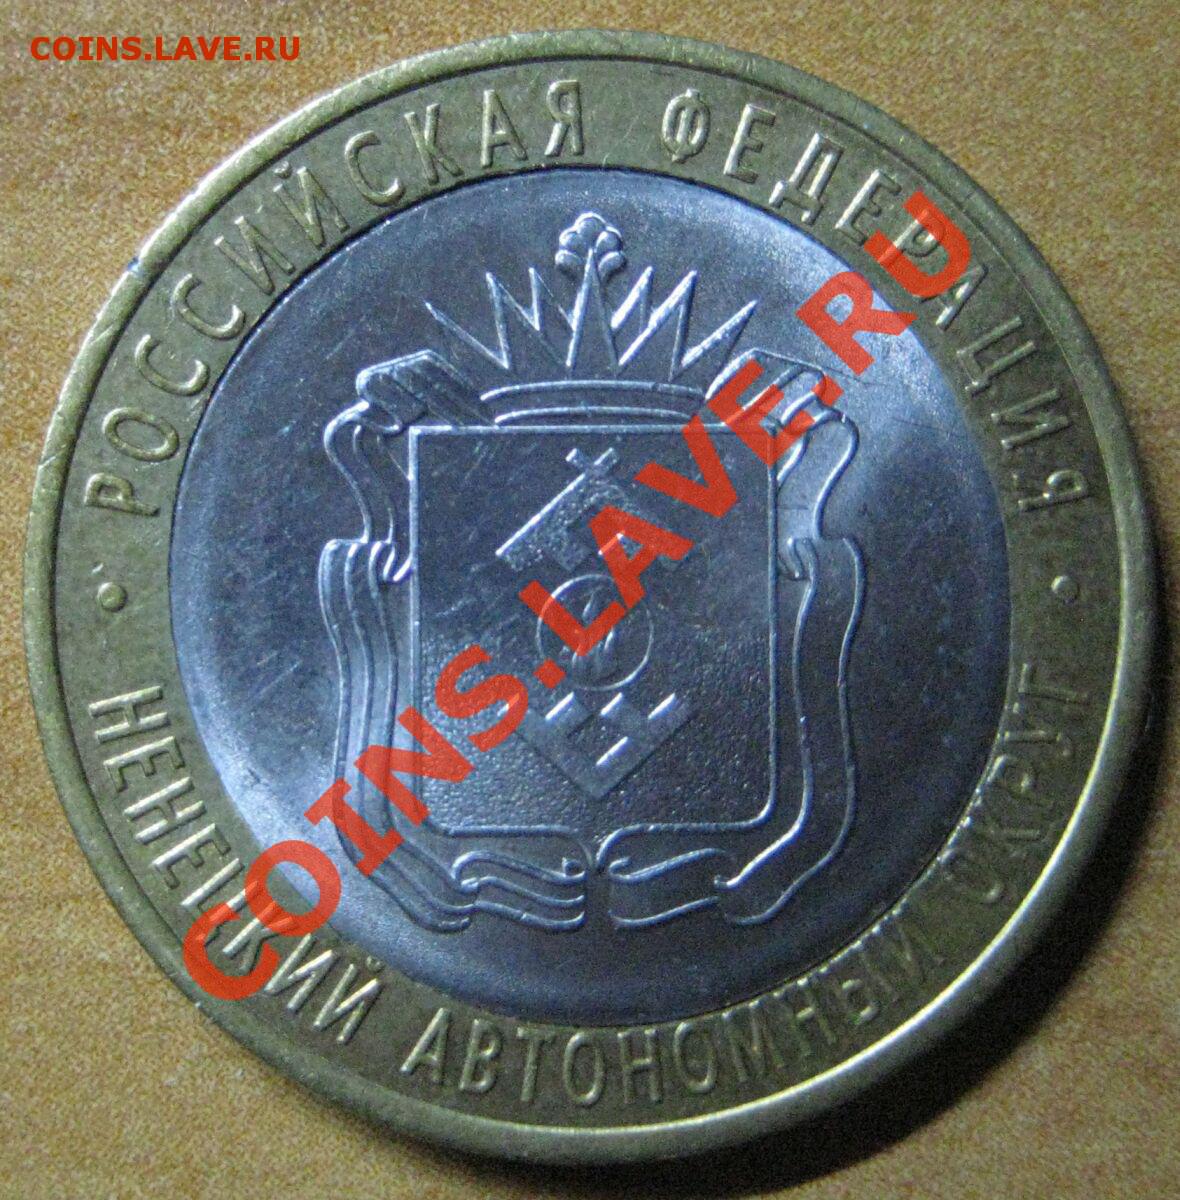 COINS.LAVE.RU
РОССИЙСКАЯ ФЕДЕРАЦИЯ
НЕНЕЦКИЙ АВТОНОМНЫЙ ОКРУГ
COINS.LAVE.RU